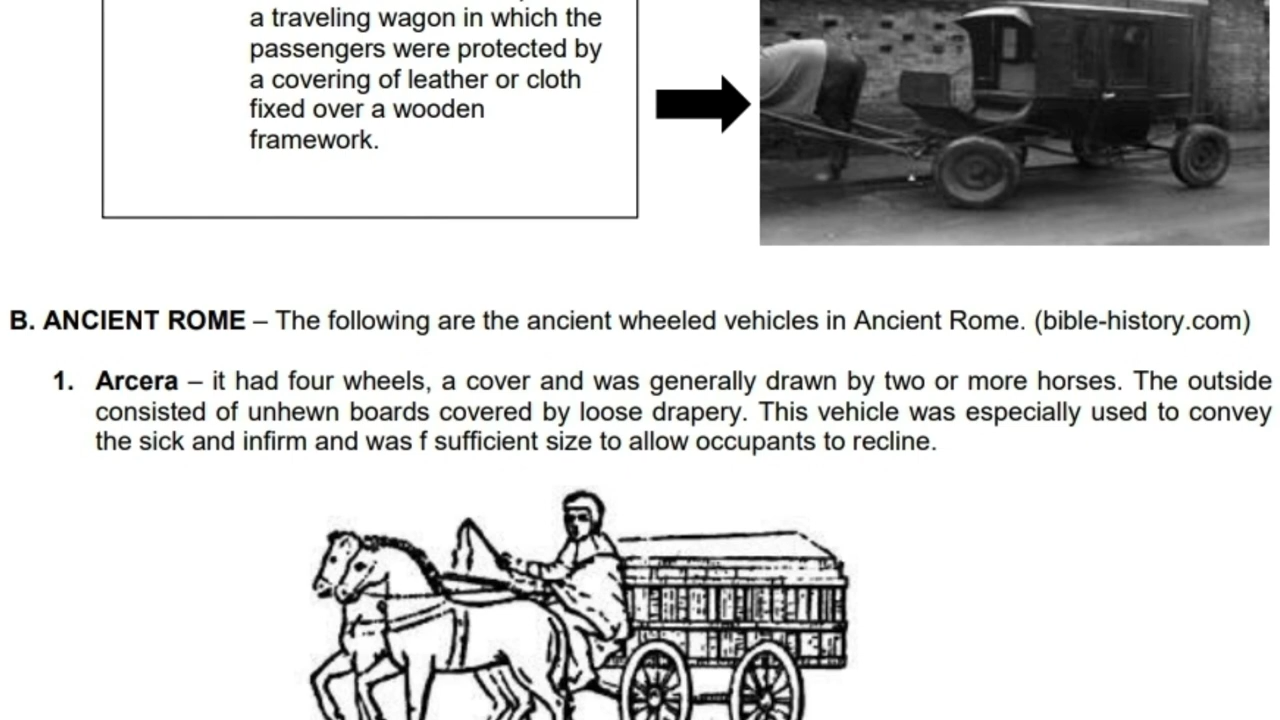 a traveling wagon in which the
passengers were protected by
a covering of leather or cloth
fixed over a wooden
framework.
B. ANCIENT ROME – The following are the ancient wheeled vehicles in Ancient Rome. (bible-history.com)
1. Arcera – it had four wheels, a cover and was generally drawn by two or more horses. The outside
consisted of unhewn boards covered by loose drapery. This vehicle was especially used to convey
the sick and infirm and was f sufficient size to allow occupants to recline.